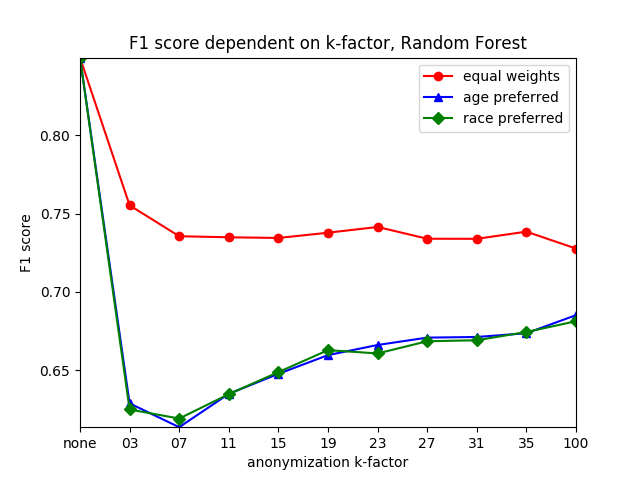 F1 score dependent on k-factor, Random Forest
equal weights
age preferred
race preferred
F1 score
0.80
0.75
0.70
0.65
none 03 07 11 15 19 23 27 31 35 100
anonymization k-factor